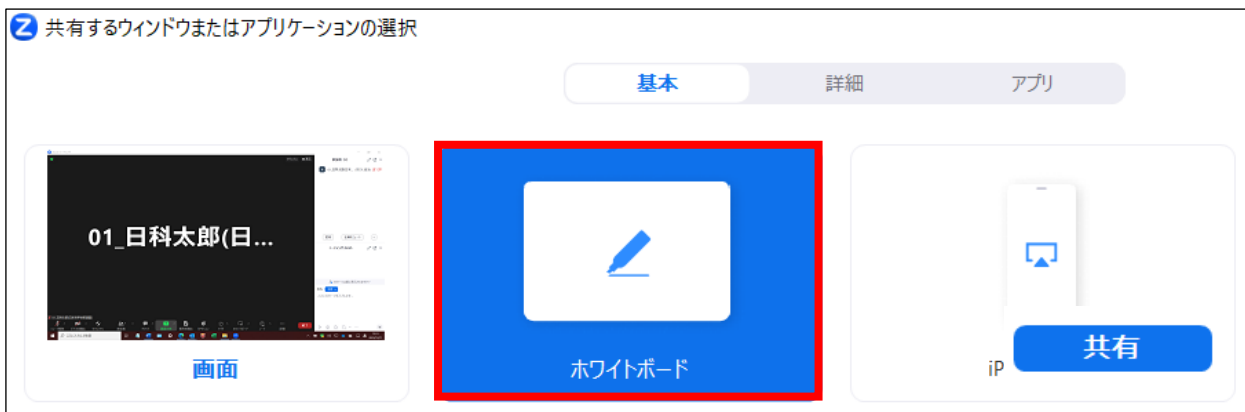 共有するウィンドウまたはアプリケーションの選択
基本
詳細
アプリ
01_日科太郎(日...
画面
ホワイトボード
iP
共有